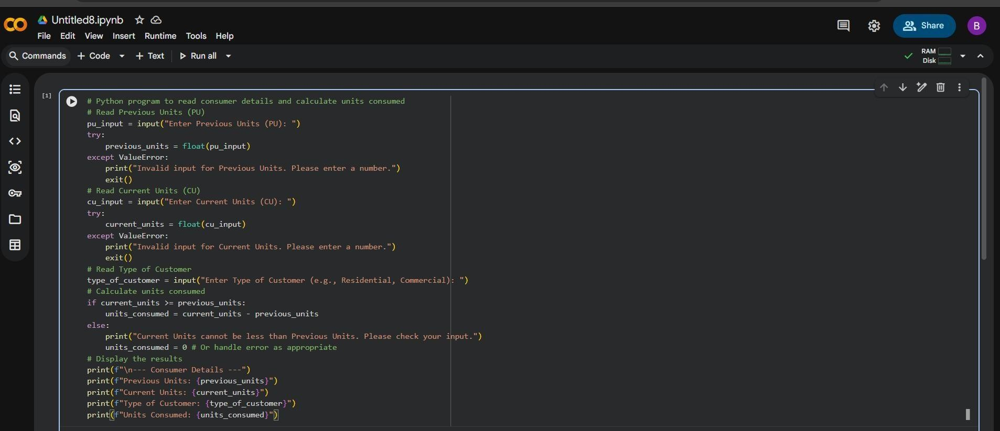 Untitled8.ipynb
File Edit View Insert Runtime Tools Help
Share
B
Commands + Code + Text Run all
RAM
Disk
[1]
# Python program to read consumer details and calculate units consumed
# Read Previous Units (PU)
pu_input = input("Enter Previous Units (PU): ")
try:
    previous_units = float(pu_input)
except ValueError:
    print("Invalid input for Previous Units. Please enter a number.")
    exit()
# Read Current Units (CU)
cu_input = input("Enter Current Units (CU): ")
try:
    current_units = float(cu_input)
except ValueError:
    print("Invalid input for Current Units. Please enter a number.")
    exit()
# Read Type of Customer
type_of_customer = input("Enter Type of Customer (e.g., Residential, Commercial): ")
# Calculate units consumed
if current_units >= previous_units:
    units_consumed = current_units - previous_units
else:
    print("Current Units cannot be less than Previous Units. Please check your input.")
    units_consumed = 0 # Or handle error as appropriate
# Display the results
print(f"\n--- Consumer Details ---")
print(f"Previous Units: {previous_units}")
print(f"Current Units: {current_units}")
print(f"Type of Customer: {type_of_customer}")
print(f"Units Consumed: {units_consumed}")